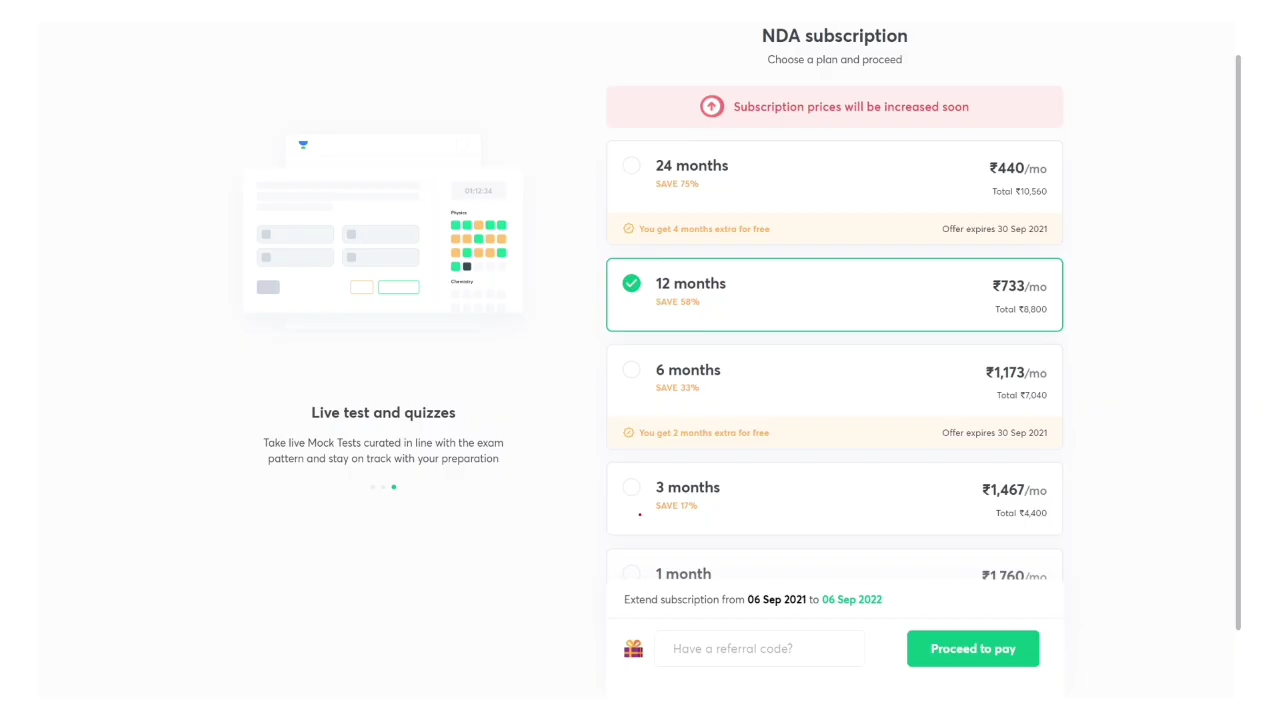 NDA subscription
Choose a plan and proceed
Subscription prices will be increased soon
24 months
SAVE 75%
₹440/mo
Total ₹10,560
You get 4 months extra for free
Offer expires 30 Sep 2021
12 months
SAVE 58%
₹733/mo
Total ₹8,800
6 months
SAVE 33%
₹1,173/mo
Total ₹7,040
You get 2 months extra for free
Offer expires 30 Sep 2021
3 months
SAVE 17%
₹1,467/mo
Total ₹4,400
1 month
₹1,760/mo
Extend subscription from 06 Sep 2021 to 06 Sep 2022
Have a referral code?
Proceed to pay
01:12:34
Physics
Chemistry
Live test and quizzes
Take live Mock Tests curated in line with the exam
pattern and stay on track with your preparation